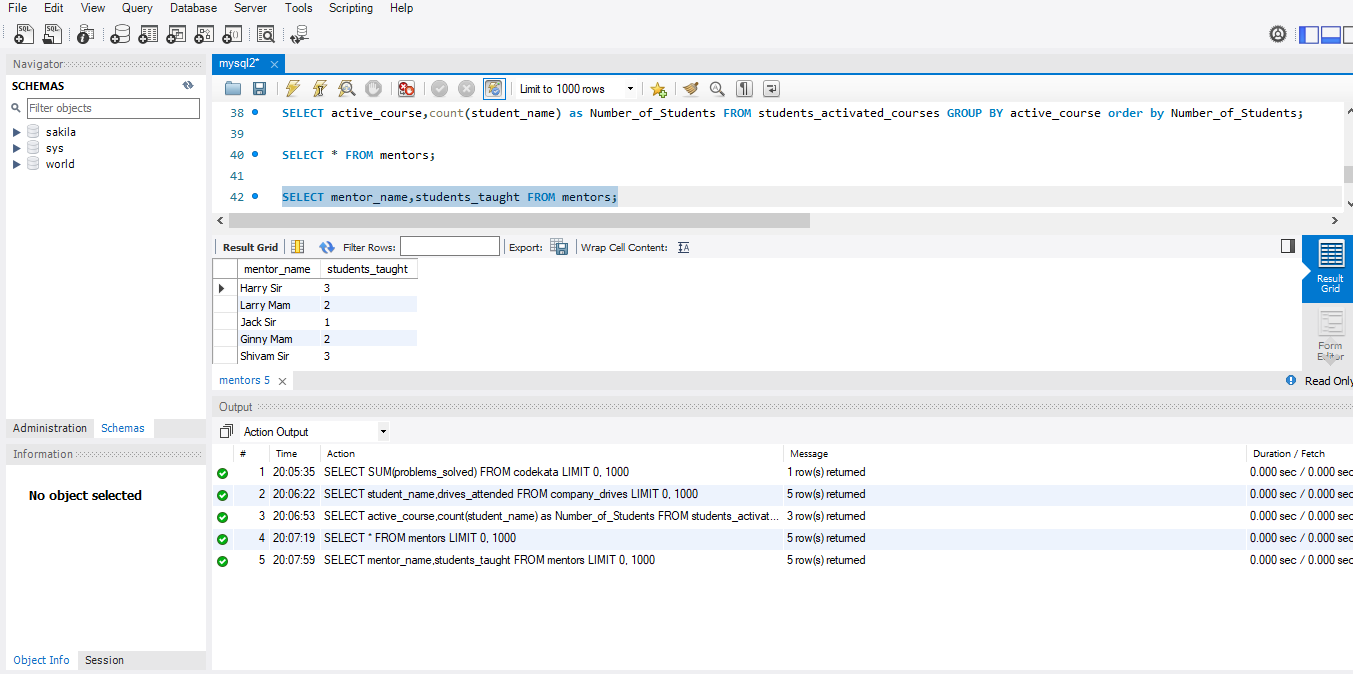 File Edit View Query Database Server Tools Scripting Help
mysql2*
Navigator
SCHEMAS
Filter objects
sakila
sys
world
Administration Schemas
Information
No object selected
Object Info Session
Limit to 1000 rows
38 SELECT active_course,count(student_name) as Number_of_Students FROM students_activated_courses GROUP BY active_course order by Number_of_Students;
39
40 SELECT * FROM mentors;
41
42 SELECT mentor_name,students_taught FROM mentors;
Result Grid Filter Rows: Export: Wrap Cell Content:
mentor_name students_taught
Harry Sir 3
Larry Mam 2
Jack Sir 1
Ginny Mam 2
Shivam Sir 3
Result
Grid
Form
Editor
mentors 5
Read Only
Output
Action Output
# Time Action Message Duration / Fetch
1 20:05:35 SELECT SUM(problems_solved) FROM codekata LIMIT 0, 1000 1 row(s) returned 0.000 sec / 0.000 sec
2 20:06:22 SELECT student_name,drives_attended FROM company_drives LIMIT 0, 1000 5 row(s) returned 0.000 sec / 0.000 sec
3 20:06:53 SELECT active_course,count(student_name) as Number_of_Students FROM students_activat... 3 row(s) returned 0.000 sec / 0.000 sec
4 20:07:19 SELECT * FROM mentors LIMIT 0, 1000 5 row(s) returned 0.000 sec / 0.000 sec
5 20:07:59 SELECT mentor_name,students_taught FROM mentors LIMIT 0, 1000 5 row(s) returned 0.000 sec / 0.000 sec